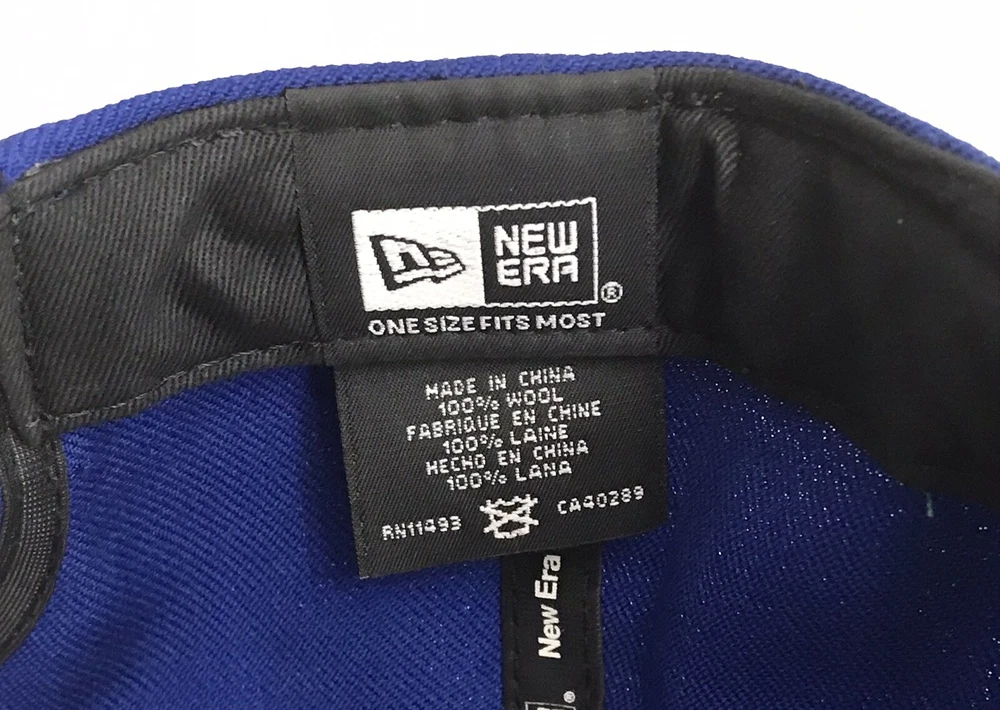 NEW
ERA
®
ONE SIZE FITS MOST
MADE IN CHINA
100% WOOL
FABRIQUE EN CHINE
100% LAINE
HECHO EN CHINA
100% LANA
RN11493 CA40289
New Era
®